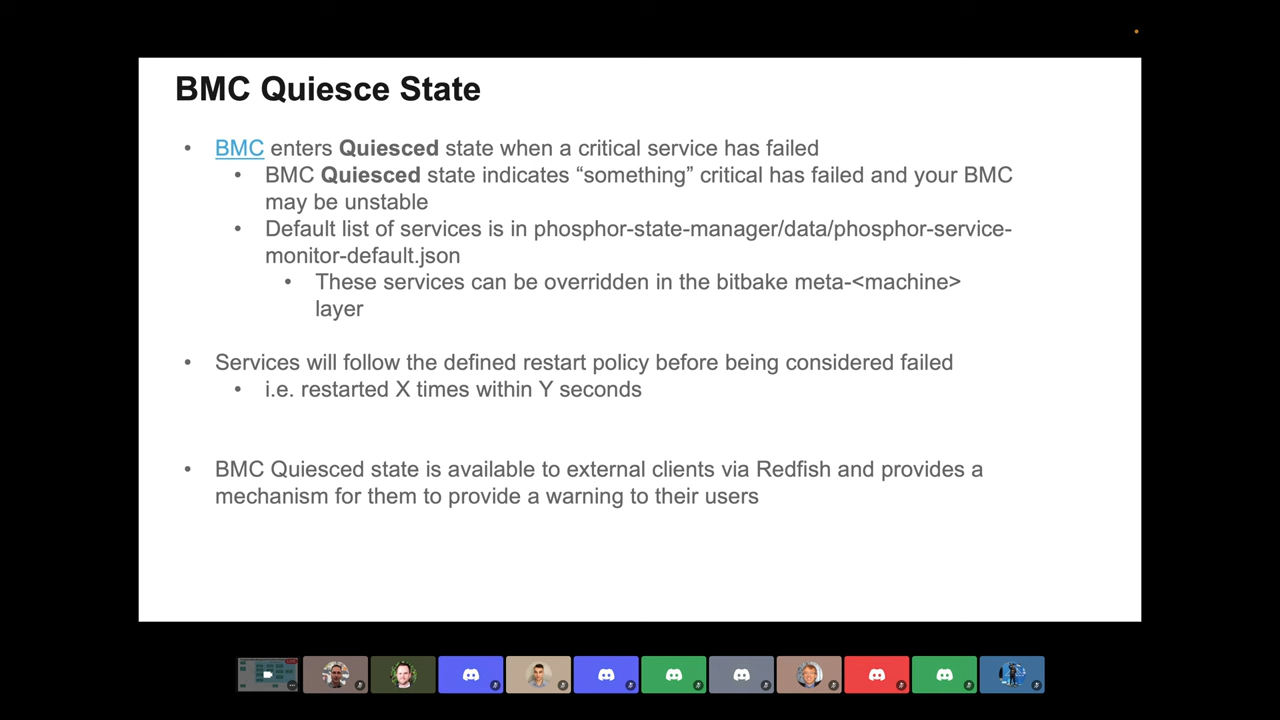 BMC Quiesce State
• BMC enters Quiesced state when a critical service has failed
• BMC Quiesced state indicates “something” critical has failed and your BMC
may be unstable
• Default list of services is in phosphor-state-manager/data/phosphor-service-
monitor-default.json
• These services can be overridden in the bitbake meta-<machine>
layer
• Services will follow the defined restart policy before being considered failed
• i.e. restarted X times within Y seconds
• BMC Quiesced state is available to external clients via Redfish and provides a
mechanism for them to provide a warning to their users